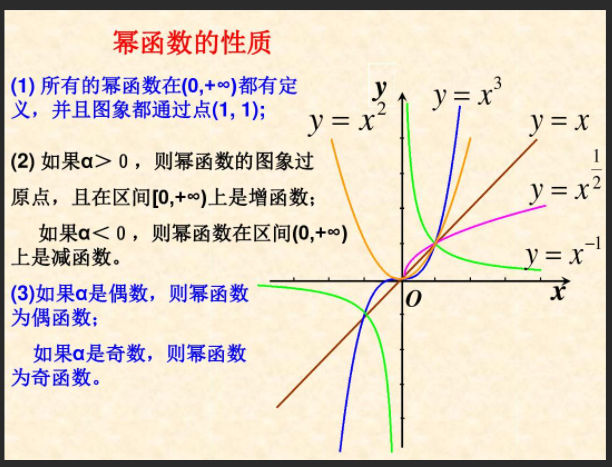 幂函数的性质
(1) 所有的幂函数在(0,+∞)都有定
义，并且图象都通过点(1, 1);
(2) 如果α＞０，则幂函数的图象过
原点，且在区间[0,+∞)上是增函数；
如果α＜０，则幂函数在区间(0,+∞)
上是减函数。
(3)如果α是偶数，则幂函数
为偶函数；
如果α是奇数，则幂函数
为奇函数。
y
y = x³
y = x²
y = x
y = x^{1/2}
y = x⁻¹
x
O